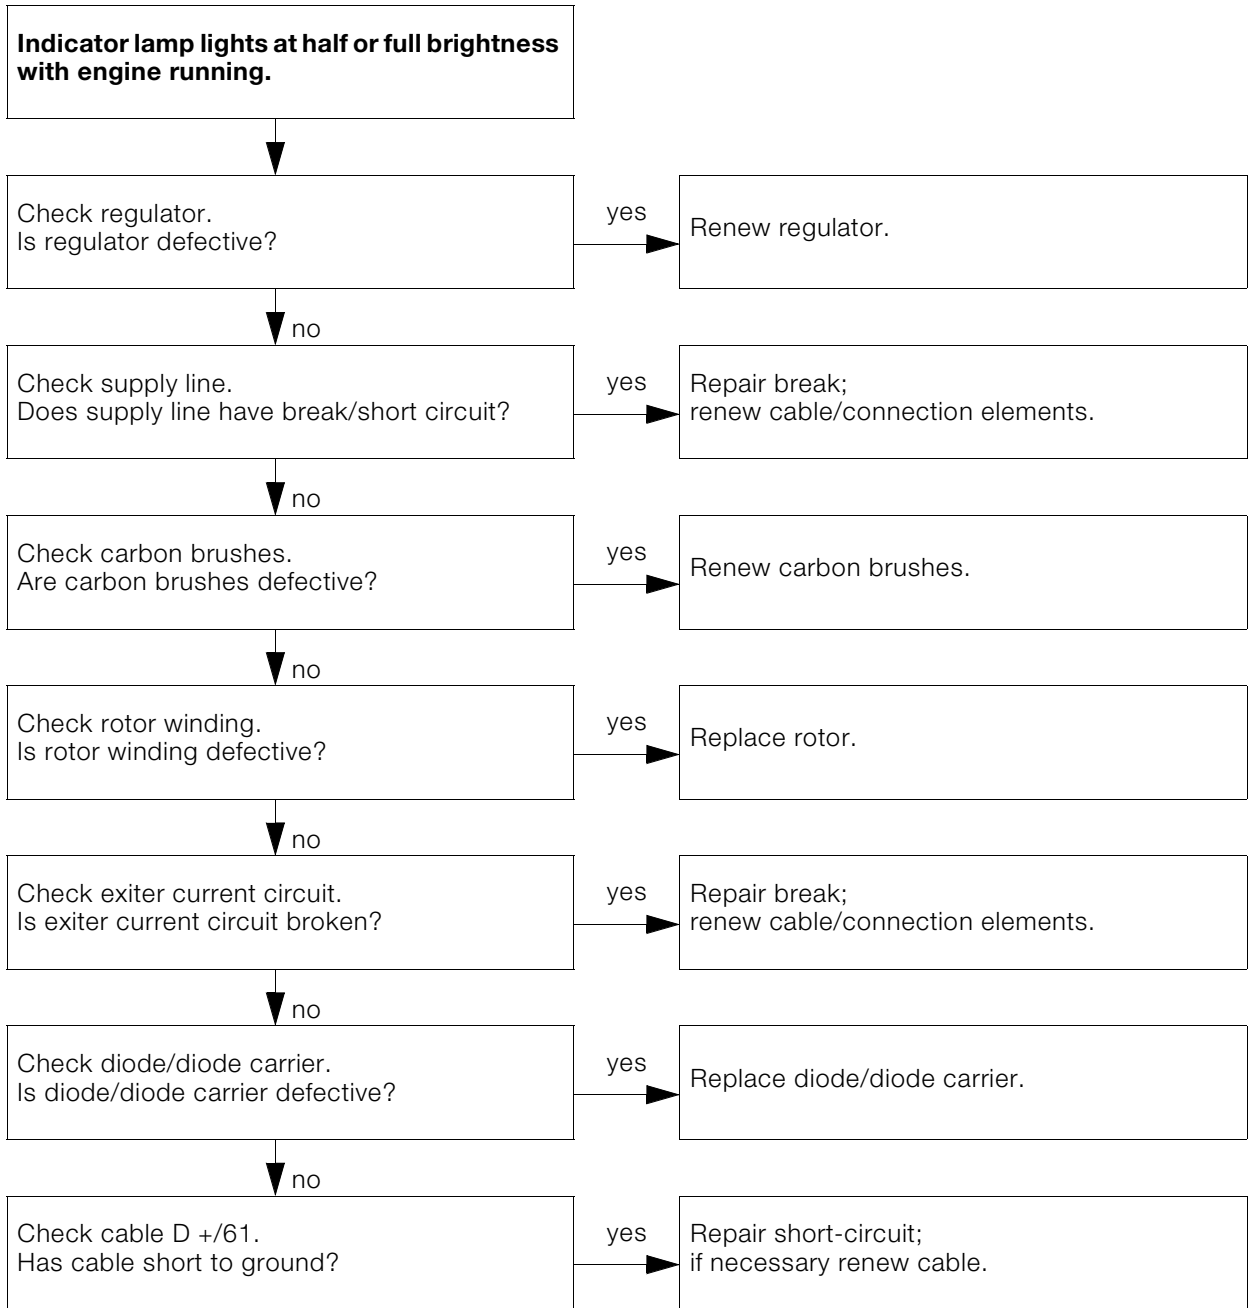 Indicator lamp lights at half or full brightness
with engine running.
Check regulator.
Is regulator defective?
yes
Renew regulator.
no
Check supply line.
Does supply line have break/short circuit?
yes
Repair break;
renew cable/connection elements.
no
Check carbon brushes.
Are carbon brushes defective?
yes
Renew carbon brushes.
no
Check rotor winding.
Is rotor winding defective?
yes
Replace rotor.
no
Check exiter current circuit.
Is exiter current circuit broken?
yes
Repair break;
renew cable/connection elements.
no
Check diode/diode carrier.
Is diode/diode carrier defective?
yes
Replace diode/diode carrier.
no
Check cable D +/61.
Has cable short to ground?
yes
Repair short-circuit;
if necessary renew cable.